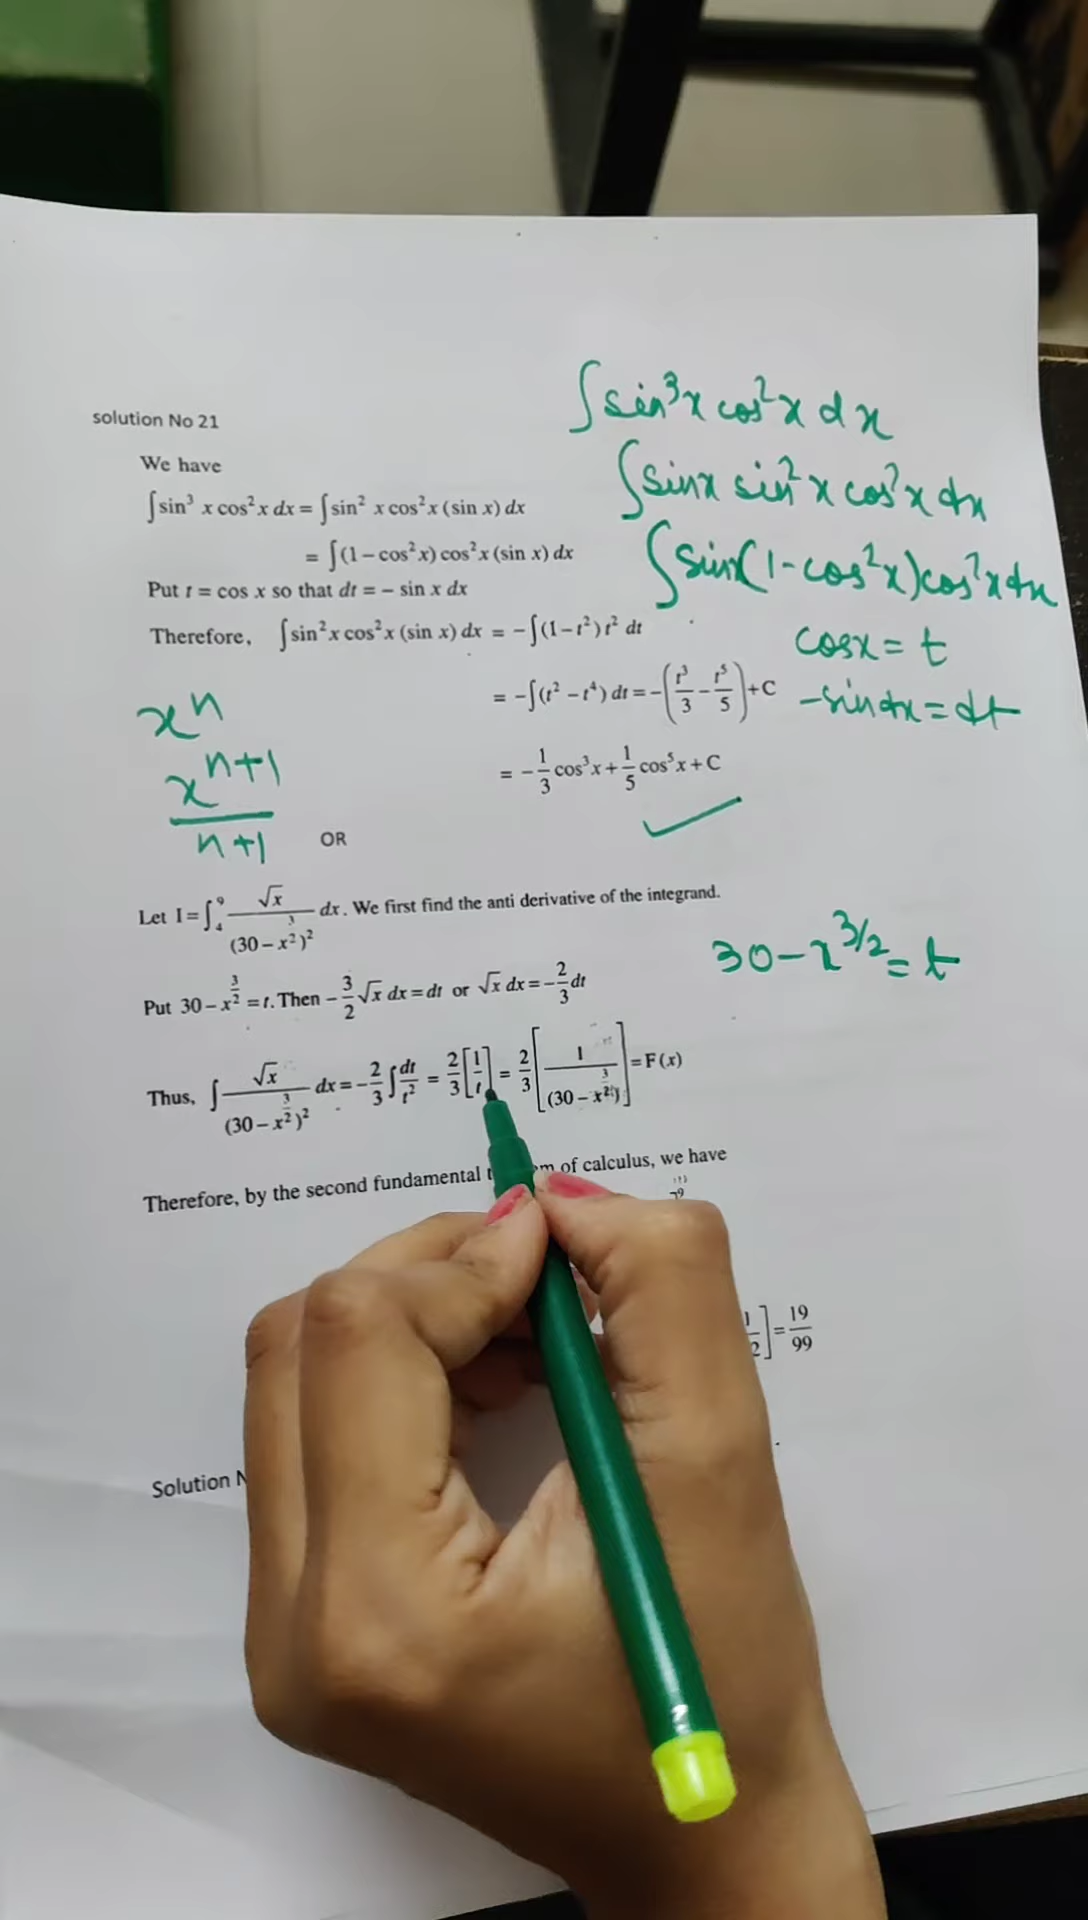 solution No 21
∫sin³x cos²x dx
We have
∫sinx sin²x cos²x dx
∫sin³ x cos²x dx = ∫sin² x cos²x (sin x) dx
= ∫(1 – cos²x) cos²x (sin x) dx
∫sinx(1-cos²x)cos²x dx
Put t = cos x so that dt = – sin x dx
Therefore, ∫sin²x cos²x (sin x) dx = –∫(1–t²) t² dt
cosx = t
= –∫(t² – t⁴) dt = –(t³/3 – t⁵/5) + C
-sindx = dt
xⁿ
= –1/3 cos³x + 1/5 cos⁵x + C
xⁿ⁺¹/n+1
✓
OR
Let I = ∫₄⁹ √x/(30 – x^(3/2))² dx. We first find the anti derivative of the integrand.
30 – x^3/2 = t
Put 30 – x^(3/2) = t. Then –3/2 √x dx = dt or √x dx = –2/3 dt
Thus, ∫ √x/(30 – x^(3/2))² dx = –2/3 ∫ dt/t² = 2/3 [1/t] = 2/3 [1/(30 – x^(3/2))] = F(x)
Therefore, by the second fundamental of calculus, we have
] = 19/99
Solution